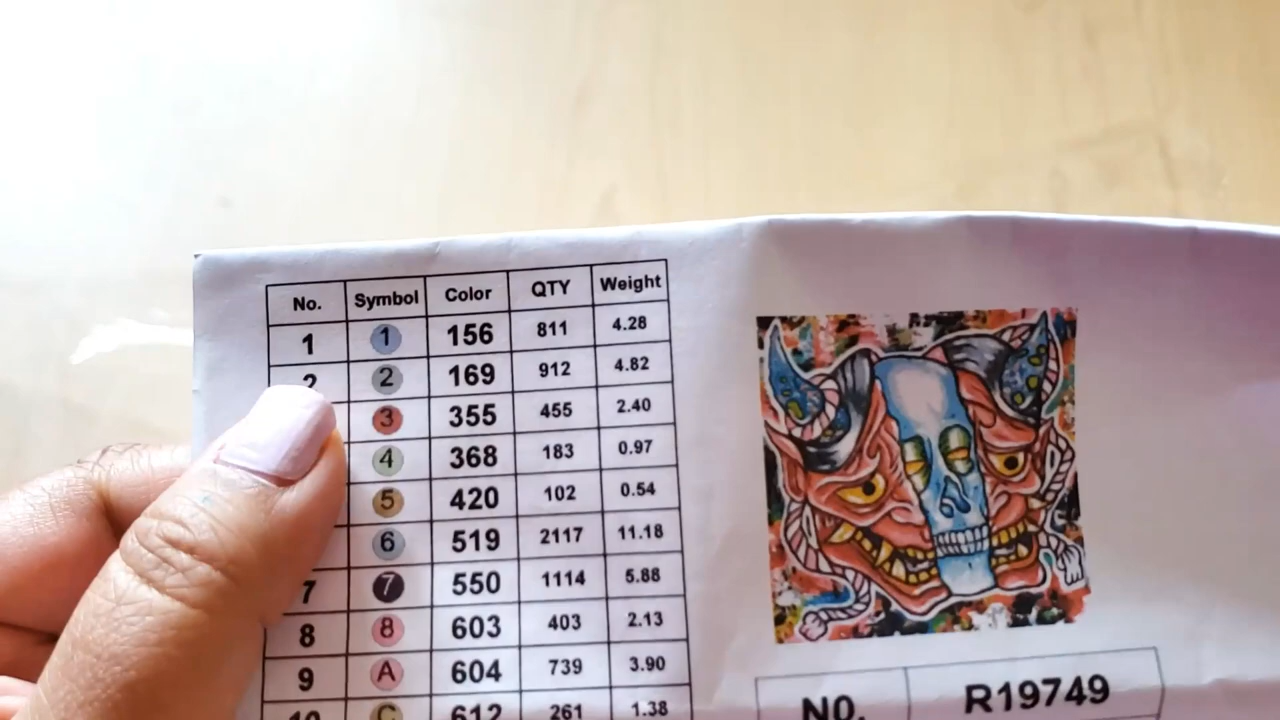 No. Symbol Color QTY Weight
1 1 156 811 4.28
2 2 169 912 4.82
3 355 455 2.40
4 368 183 0.97
5 420 102 0.54
6 519 2117 11.18
7 7 550 1114 5.88
8 8 603 403 2.13
9 A 604 739 3.90
10 C 612 261 1.38
NO. R19749